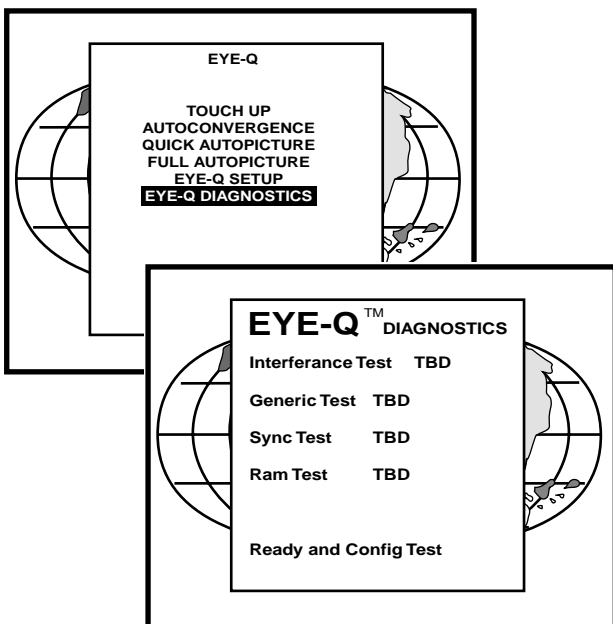 EYE-Q
TOUCH UP
AUTOCONVERGENCE
QUICK AUTOPICTURE
FULL AUTOPICTURE
EYE-Q SETUP
EYE-Q DIAGNOSTICS
EYE-Q™ DIAGNOSTICS
Interferance Test TBD
Generic Test TBD
Sync Test TBD
Ram Test TBD
Ready and Config Test